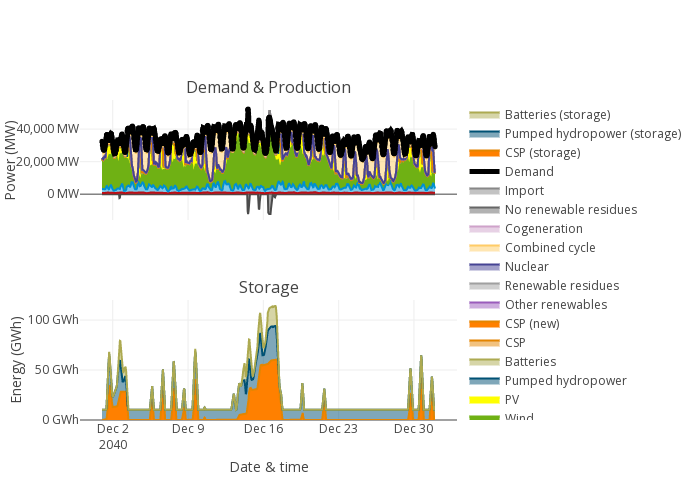 Demand & Production
Power (MW)
40,000 MW
20,000 MW
0 MW
Storage
Energy (GWh)
100 GWh
50 GWh
0 GWh
Dec 2
2040
Dec 9
Dec 16
Dec 23
Dec 30
Date & time
Batteries (storage)
Pumped hydropower (storage)
CSP (storage)
Demand
Import
No renewable residues
Cogeneration
Combined cycle
Nuclear
Renewable residues
Other renewables
CSP (new)
CSP
Batteries
Pumped hydropower
PV
Wind